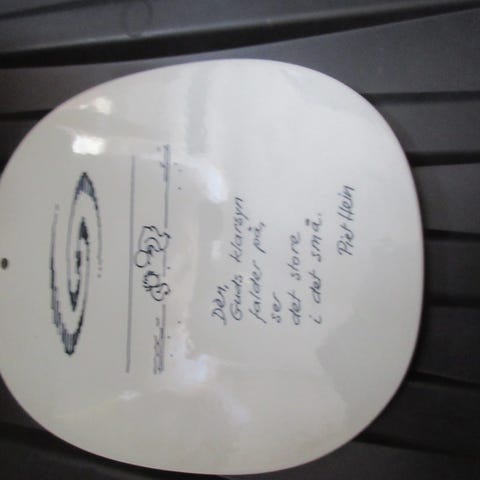 Den,
Guds klarsyn
falder på,
ser
det store
i det små.
Piet Hein